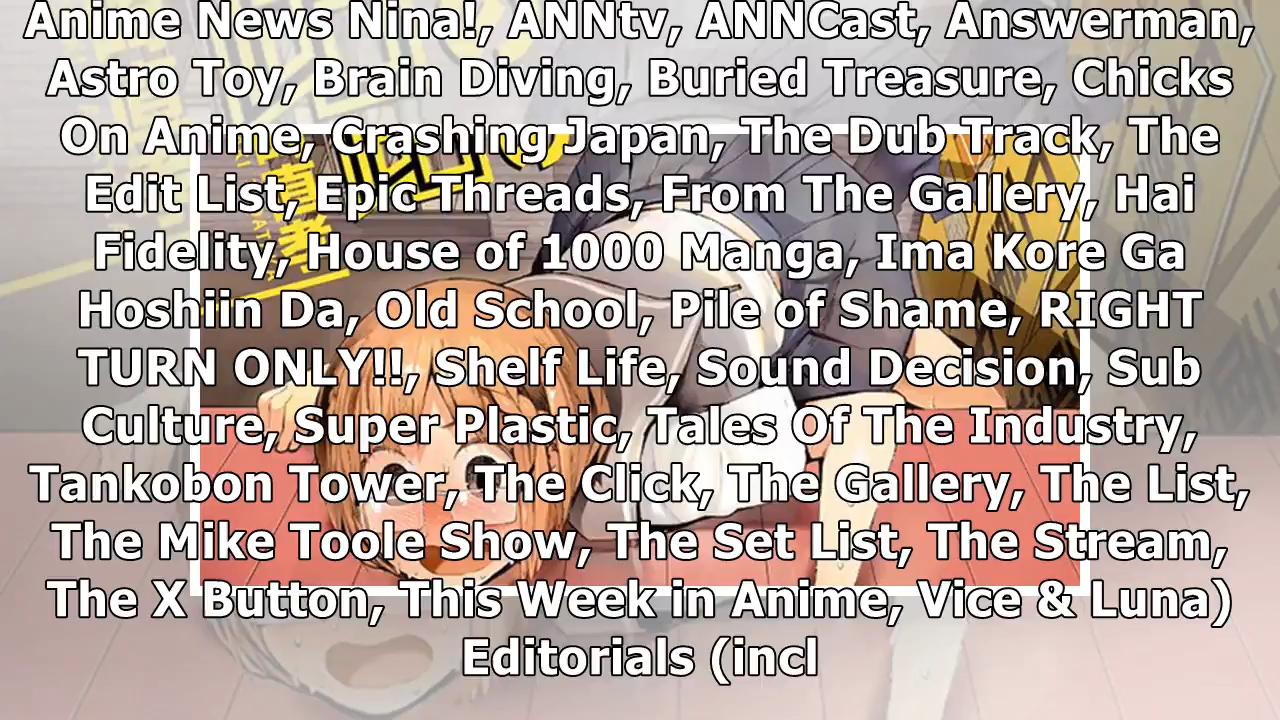 Anime News Nina!, ANNtv, ANNCast, Answerman,
Astro Toy, Brain Diving, Buried Treasure, Chicks
On Anime, Crashing Japan, The Dub Track, The
Edit List, Epic Threads, From The Gallery, Hai
Fidelity, House of 1000 Manga, Ima Kore Ga
Hoshiin Da, Old School, Pile of Shame, RIGHT
TURN ONLY!!, Shelf Life, Sound Decision, Sub
Culture, Super Plastic, Tales Of The Industry,
Tankobon Tower, The Click, The Gallery, The List,
The Mike Toole Show, The Set List, The Stream,
The X Button, This Week in Anime, Vice & Luna)
Editorials (incl